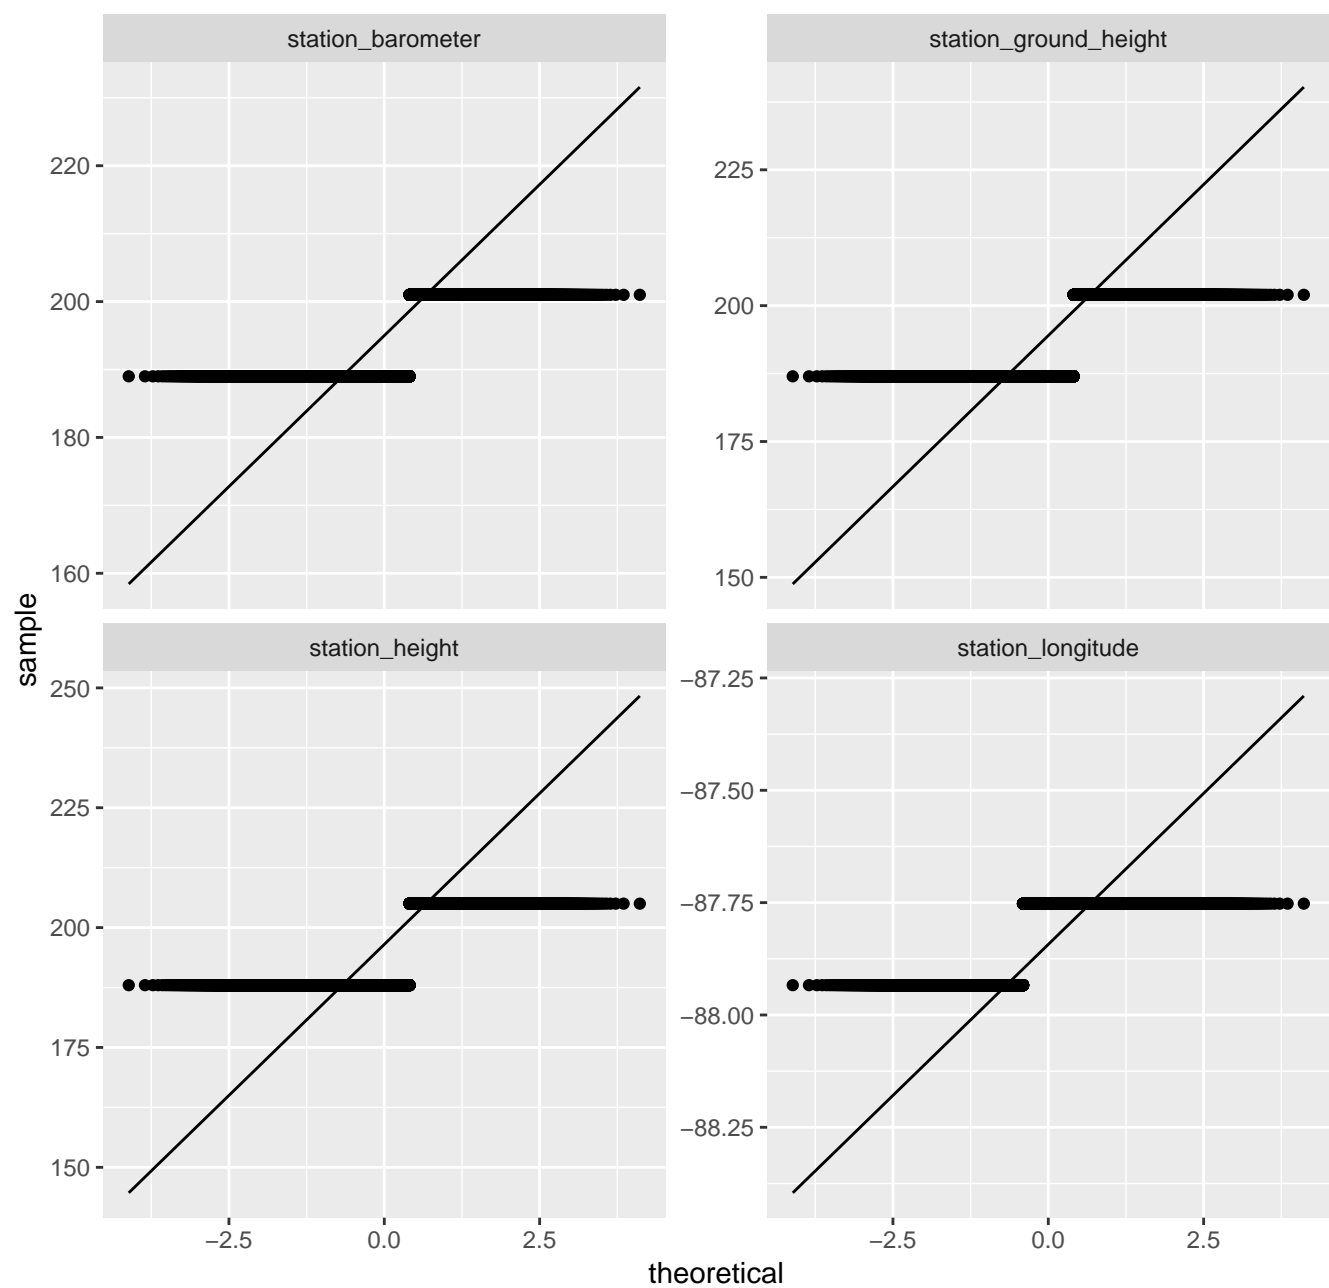 station_barometer
station_ground_height
220
200
180
160
225
200
175
150
sample
station_height
station_longitude
250
225
200
175
150
−87.25
−87.50
−87.75
−88.00
−88.25
−2.5 0.0 2.5
−2.5 0.0 2.5
theoretical